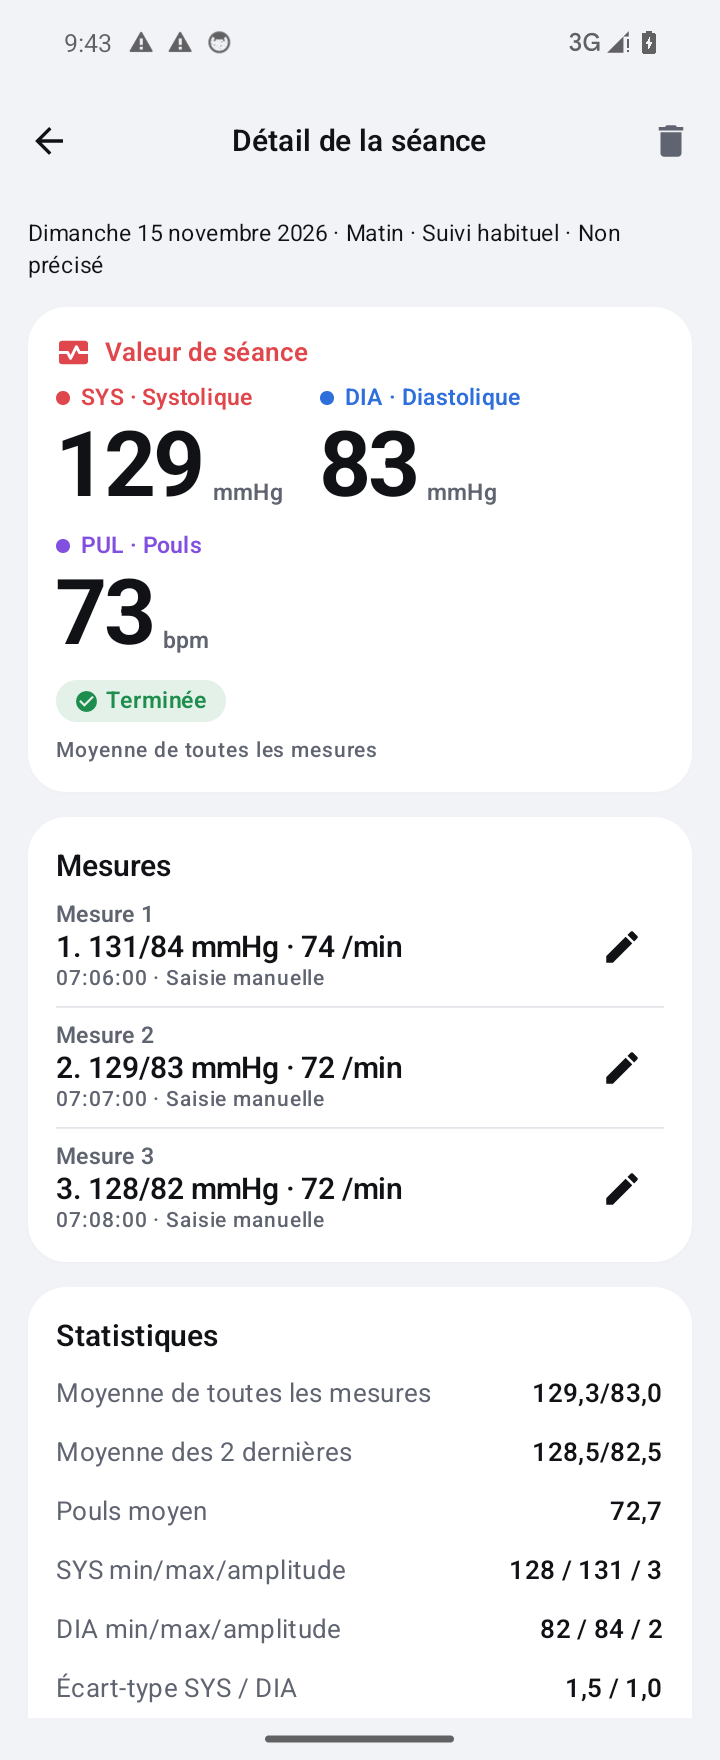 9:43
3G
Détail de la séance
Dimanche 15 novembre 2026 · Matin · Suivi habituel · Non
précisé
Valeur de séance
SYS · Systolique
DIA · Diastolique
129 mmHg
83 mmHg
PUL · Pouls
73 bpm
Terminée
Moyenne de toutes les mesures
Mesures
Mesure 1
1. 131/84 mmHg · 74 /min
07:06:00 · Saisie manuelle
Mesure 2
2. 129/83 mmHg · 72 /min
07:07:00 · Saisie manuelle
Mesure 3
3. 128/82 mmHg · 72 /min
07:08:00 · Saisie manuelle
Statistiques
Moyenne de toutes les mesures 129,3/83,0
Moyenne des 2 dernières 128,5/82,5
Pouls moyen 72,7
SYS min/max/amplitude 128 / 131 / 3
DIA min/max/amplitude 82 / 84 / 2
Écart-type SYS / DIA 1,5 / 1,0